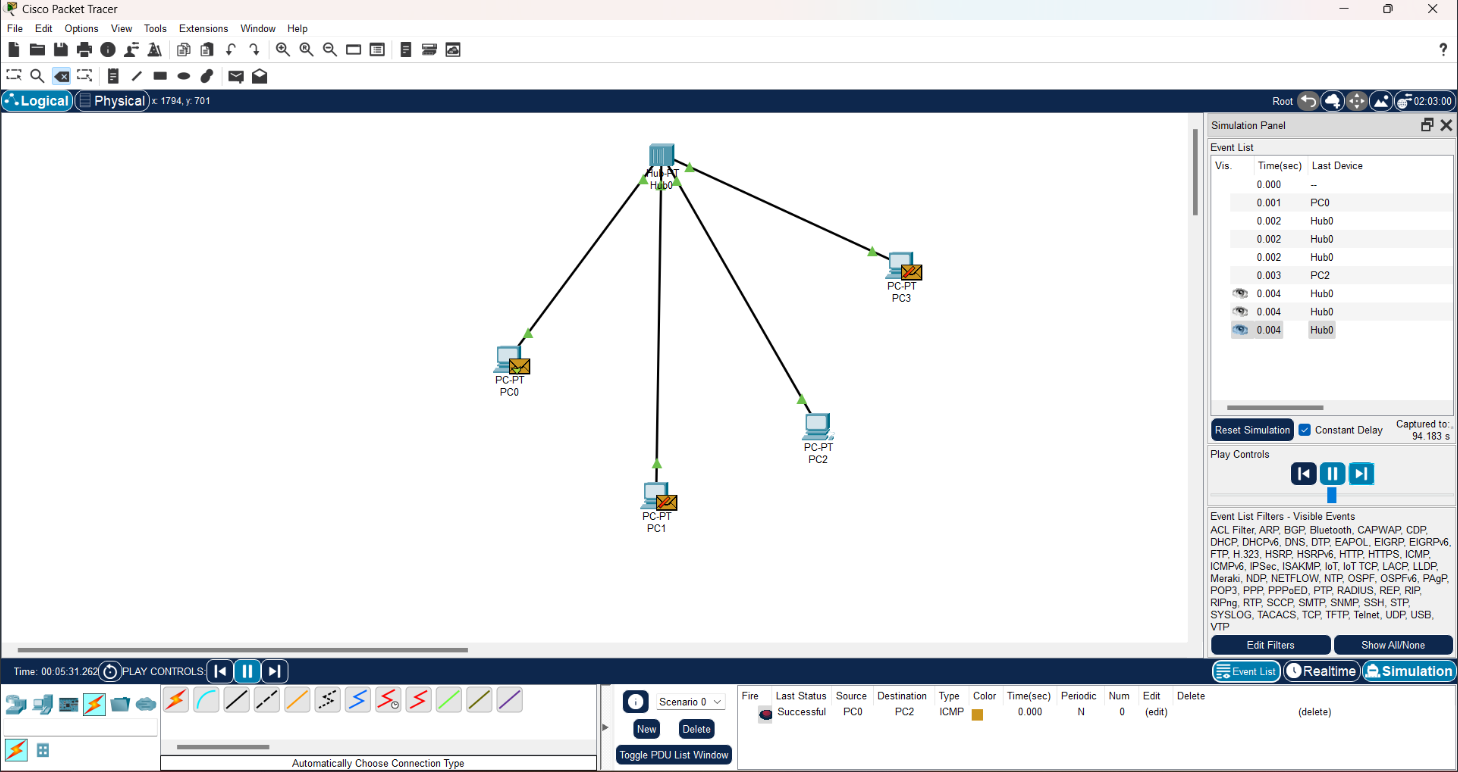 Cisco Packet Tracer
File Edit Options View Tools Extensions Window Help
?
Logical Physical x: 1794, y: 701 Root 02:03:00
Hub-PT
Hub0
PC-PT
PC3
PC-PT
PC0
PC-PT
PC2
PC-PT
PC1
Simulation Panel
Event List
Vis. Time(sec) Last Device
0.000 --
0.001 PC0
0.002 Hub0
0.002 Hub0
0.002 Hub0
0.003 PC2
0.004 Hub0
0.004 Hub0
0.004 Hub0
Reset Simulation Constant Delay Captured to:
94.183 s
Play Controls
Event List Filters - Visible Events
ACL Filter, ARP, BGP, Bluetooth, CAPWAP, CDP,
DHCP, DHCPv6, DNS, DTP, EAPOL, EIGRP, EIGRPv6,
FTP, H.323, HSRP, HSRPv6, HTTP, HTTPS, ICMP,
ICMPv6, IPSec, ISAKMP, IoT, IoT TCP, LACP, LLDP,
Meraki, NDP, NETFLOW, NTP, OSPF, OSPFv6, PAgP,
POP3, PPP, PPPoED, PTP, RADIUS, REP, RIP,
RIPng, RTP, SCCP, SMTP, SNMP, SSH, STP,
SYSLOG, TACACS, TCP, TFTP, Telnet, UDP, USB,
VTP
Edit Filters Show All/None
Time: 00:05:31.262 PLAY CONTROLS: Event List Realtime Simulation
Automatically Choose Connection Type
Scenario 0
New Delete
Toggle PDU List Window
Fire Last Status Source Destination Type Color Time(sec) Periodic Num Edit Delete
Successful PC0 PC2 ICMP 0.000 N 0 (edit) (delete)